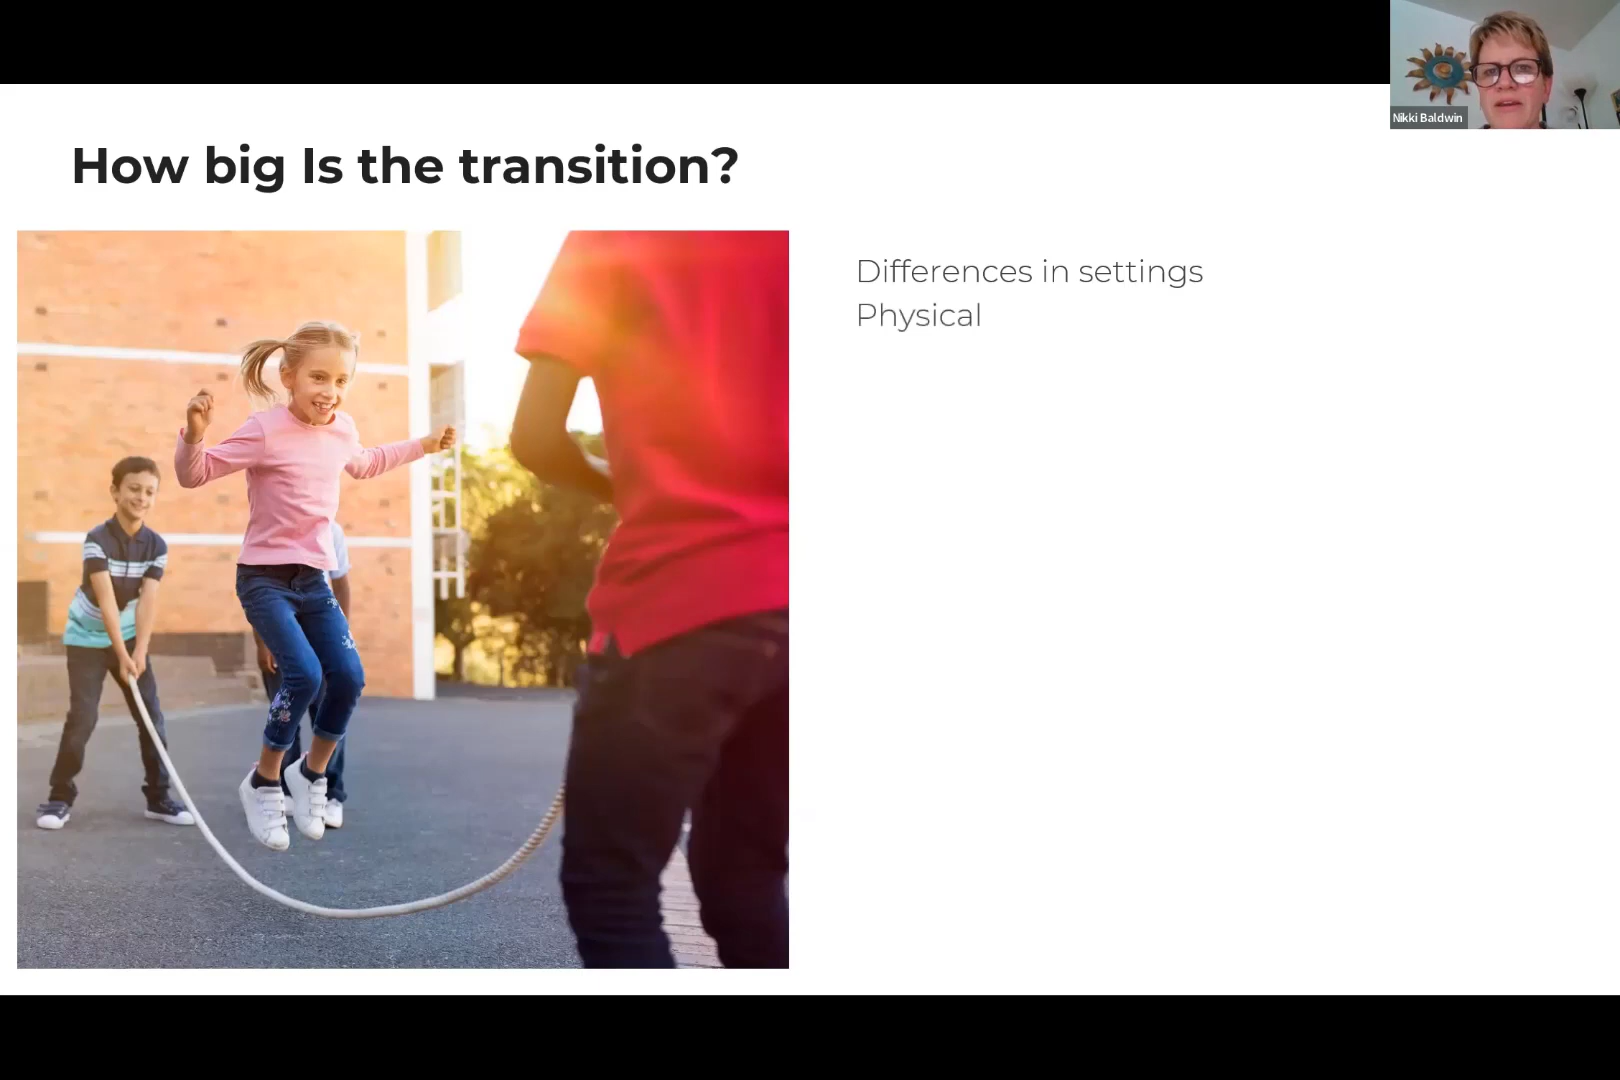 Nikki Baldwin
How big Is the transition?
Differences in settings
Physical